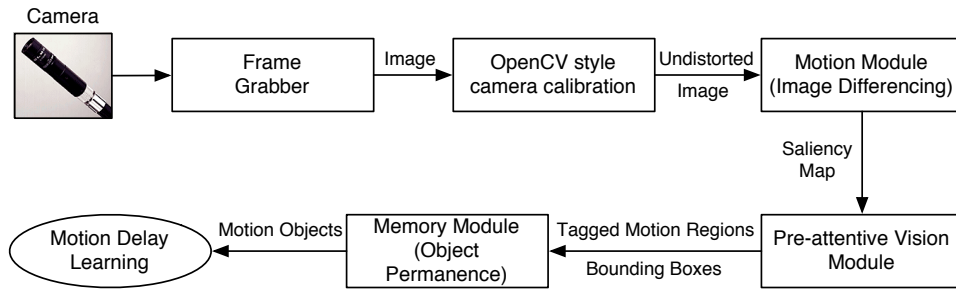 Camera
Frame
Grabber
Image
OpenCV style
camera calibration
Undistorted
Image
Motion Module
(Image Differencing)
Saliency
Map
Pre-attentive Vision
Module
Tagged Motion Regions
Bounding Boxes
Memory Module
(Object
Permanence)
Motion Objects
Motion Delay
Learning